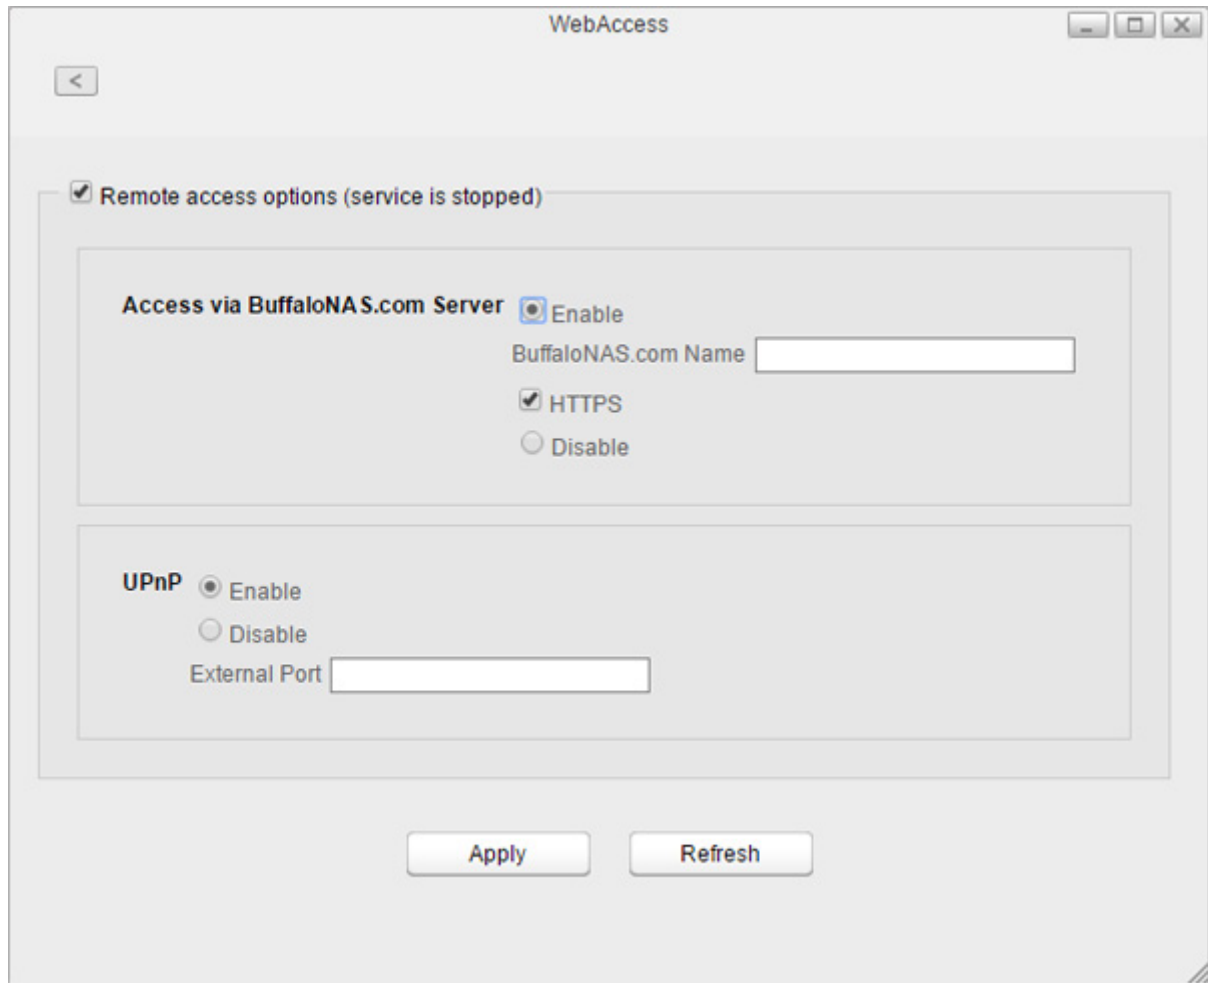 WebAccess
<
Remote access options (service is stopped)
Access via BuffaloNAS.com Server
Enable
BuffaloNAS.com Name
HTTPS
Disable
UPnP
Enable
Disable
External Port
Apply
Refresh